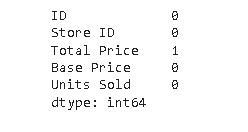 ID 0
Store ID 0
Total Price 1
Base Price 0
Units Sold 0
dtype: int64